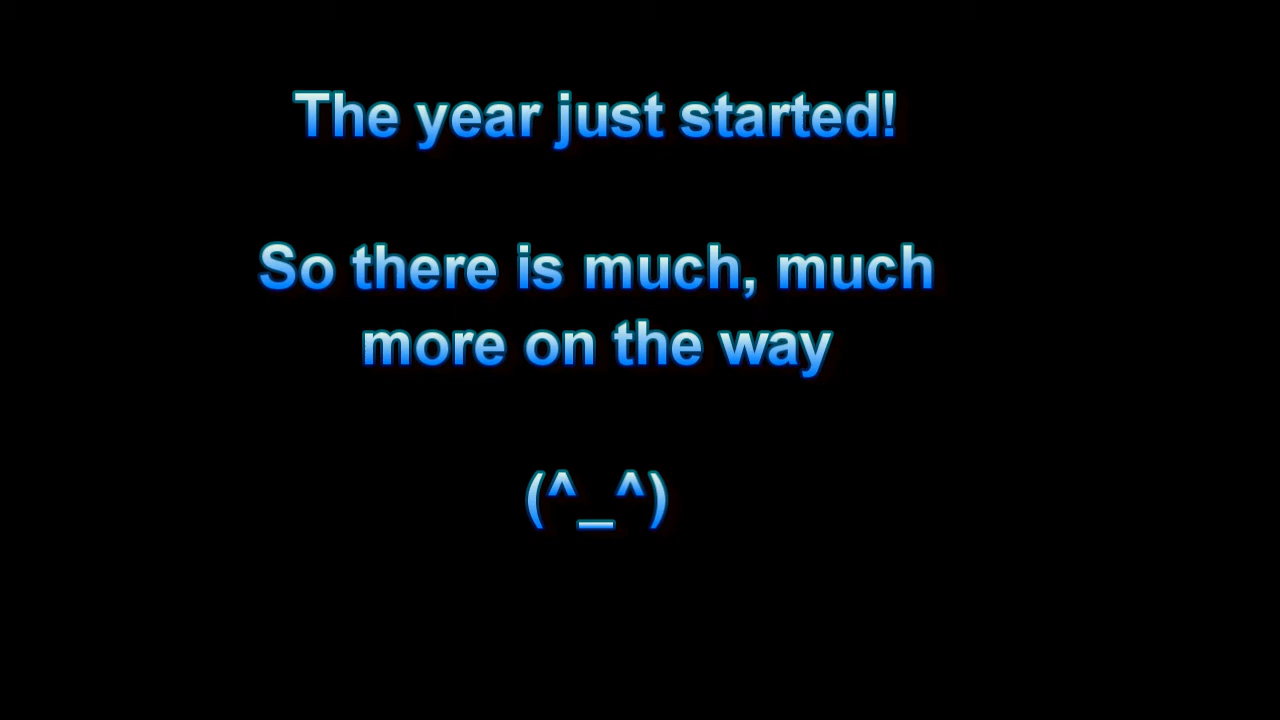 The year just started!
So there is much, much
more on the way
(^_^)